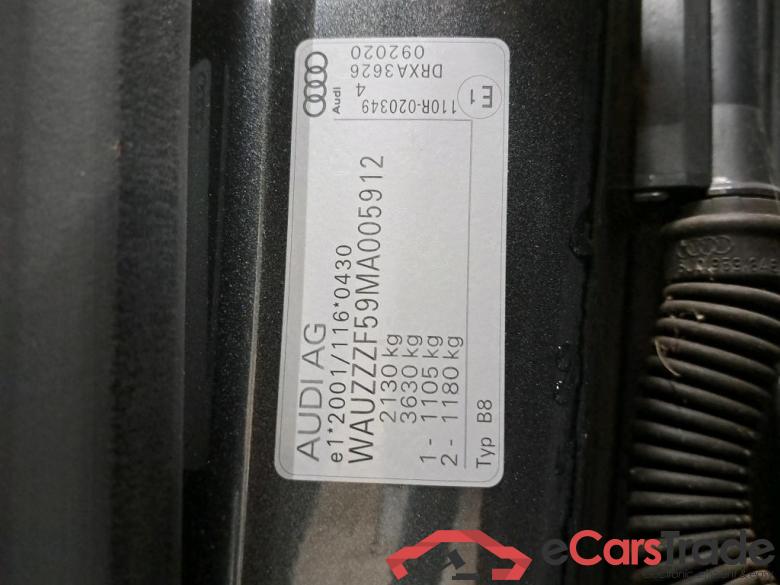 AUDI AG
e1*2001/116*0430
WAUZZZF59MA005912
2130 kg
3630 kg
1 - 1105 kg
2 - 1180 kg
Typ B8
Audi
DRXA3626
4
092020
110R-020349
E1
eCarsTrade